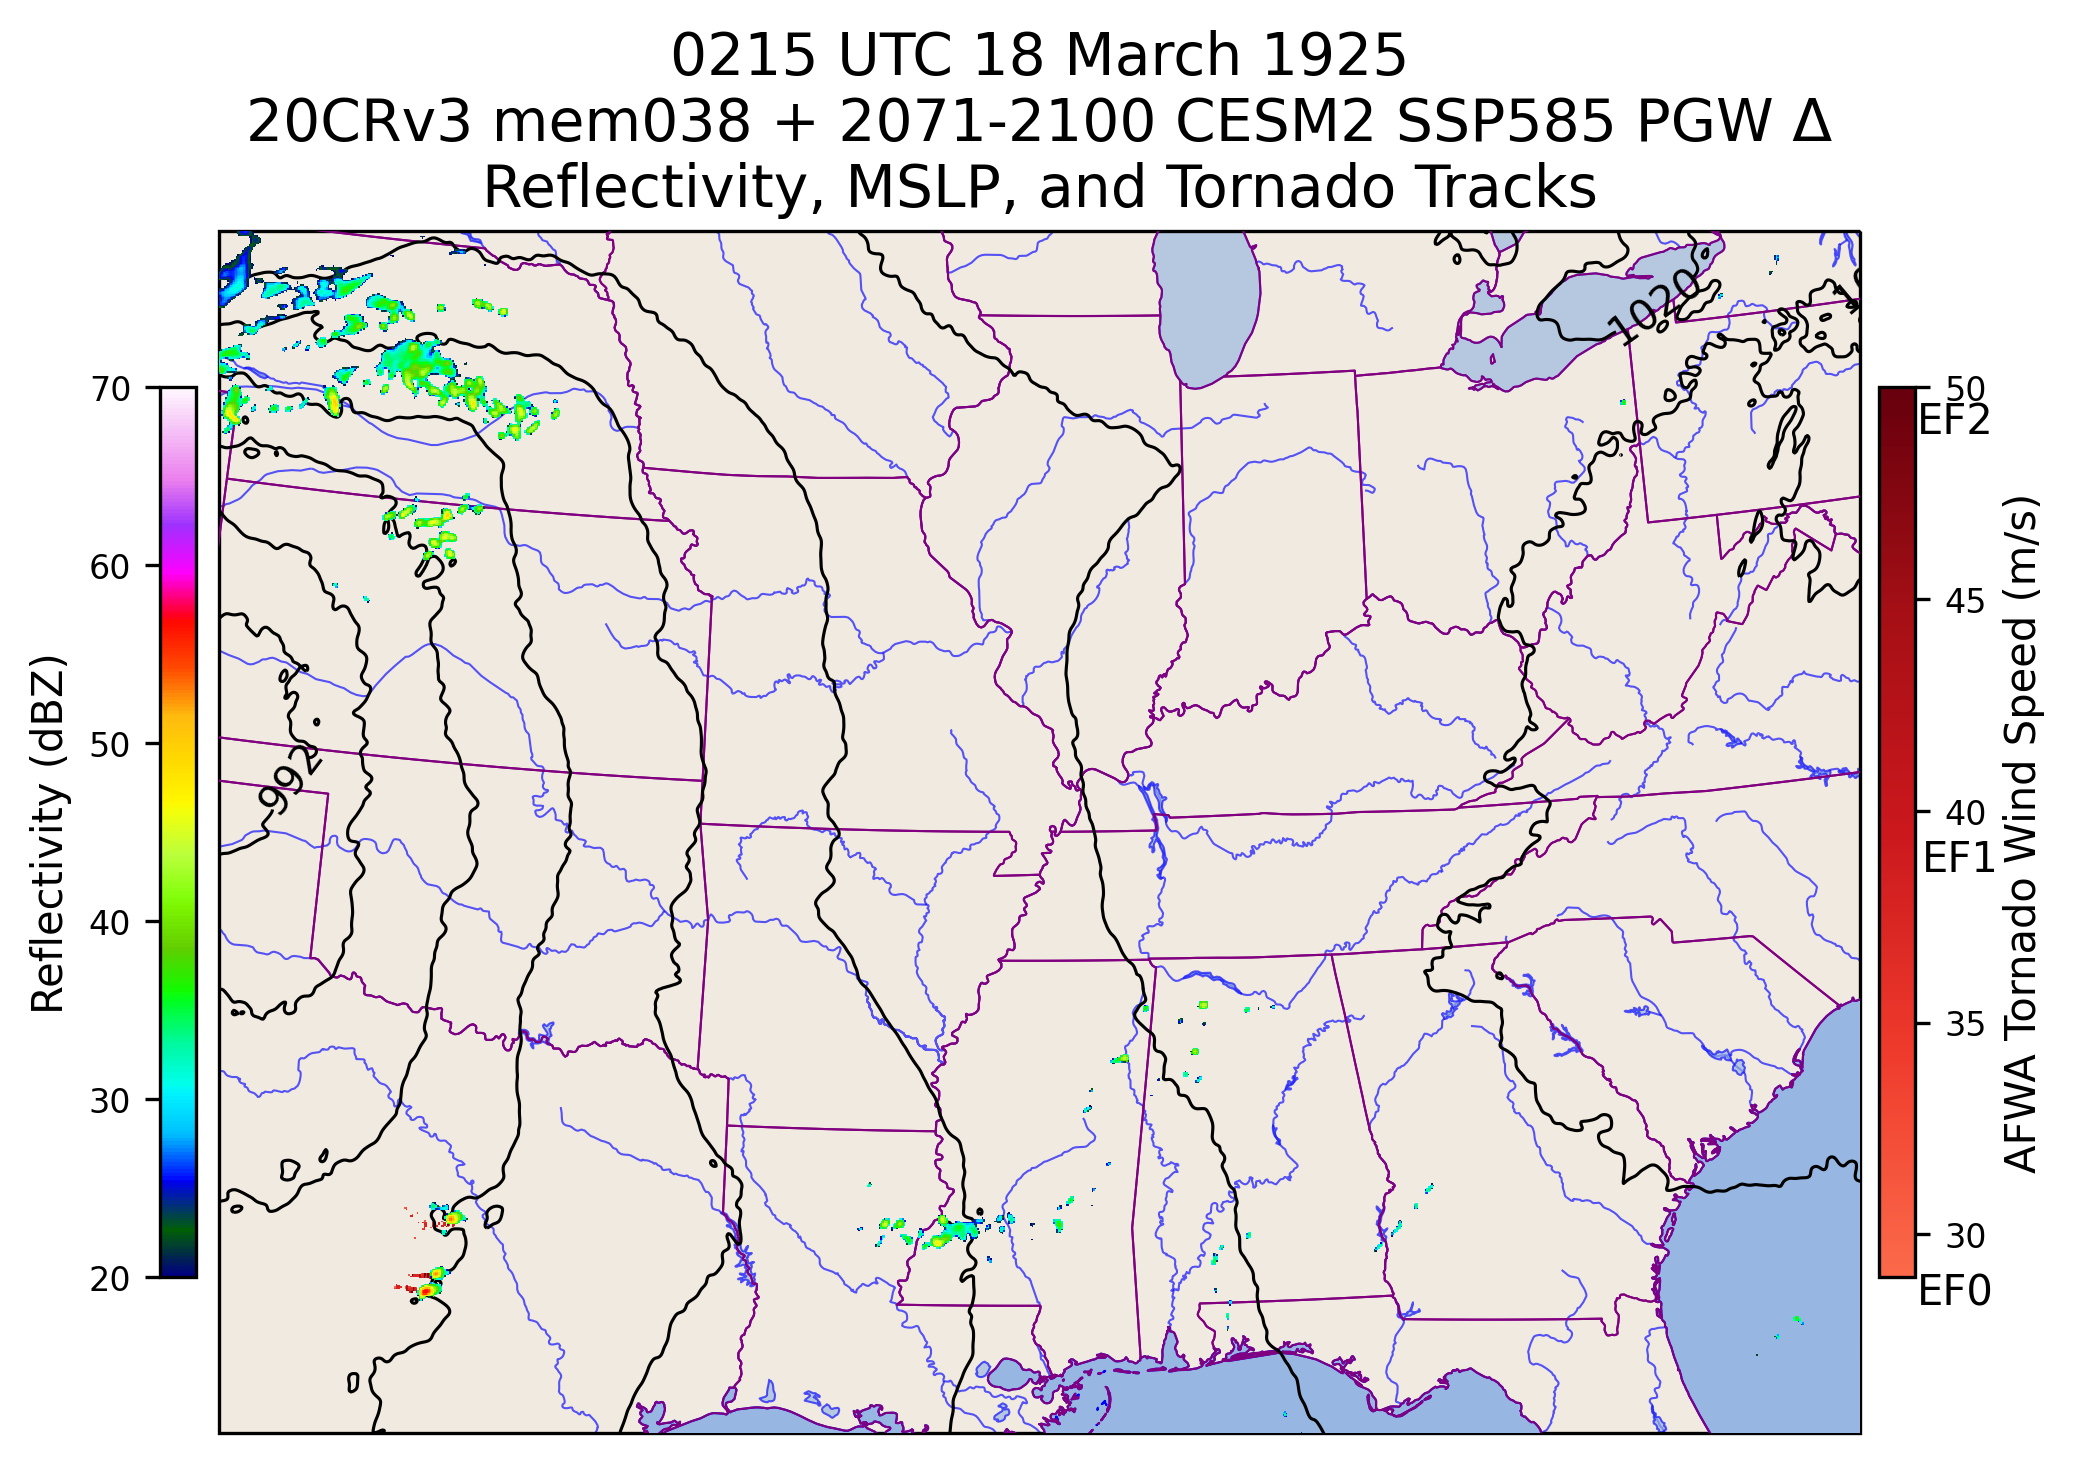 0215 UTC 18 March 1925
20CRv3 mem038 + 2071-2100 CESM2 SSP585 PGW Δ
Reflectivity, MSLP, and Tornado Tracks
1020
992
70
60
50
40
30
20
Reflectivity (dBZ)
50
EF2
45
40
EF1
35
30
EF0
AFWA Tornado Wind Speed (m/s)